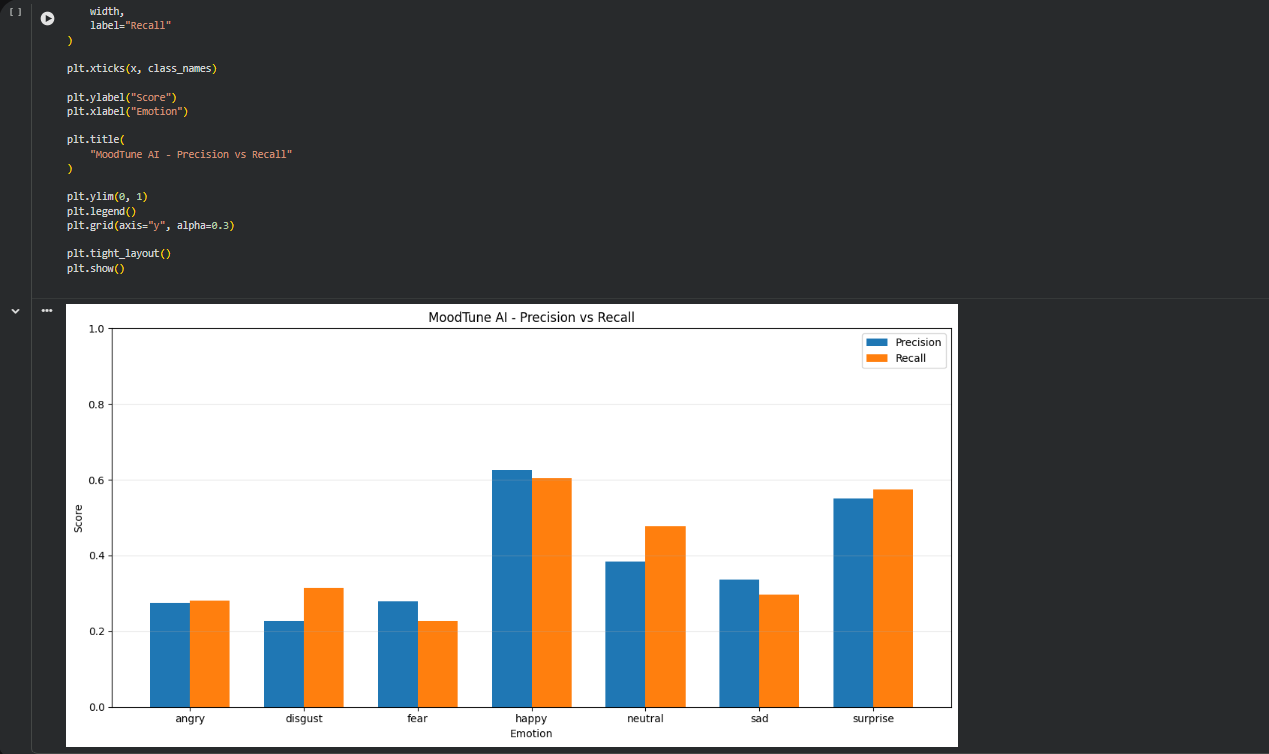 [ ]
width,
label="Recall"
)
plt.xticks(x, class_names)
plt.ylabel("Score")
plt.xlabel("Emotion")
plt.title(
"MoodTune AI - Precision vs Recall"
)
plt.ylim(0, 1)
plt.legend()
plt.grid(axis="y", alpha=0.3)
plt.tight_layout()
plt.show()
MoodTune AI - Precision vs Recall
Precision
Recall
1.0
0.8
0.6
0.4
0.2
0.0
Score
angry disgust fear happy neutral sad surprise
Emotion